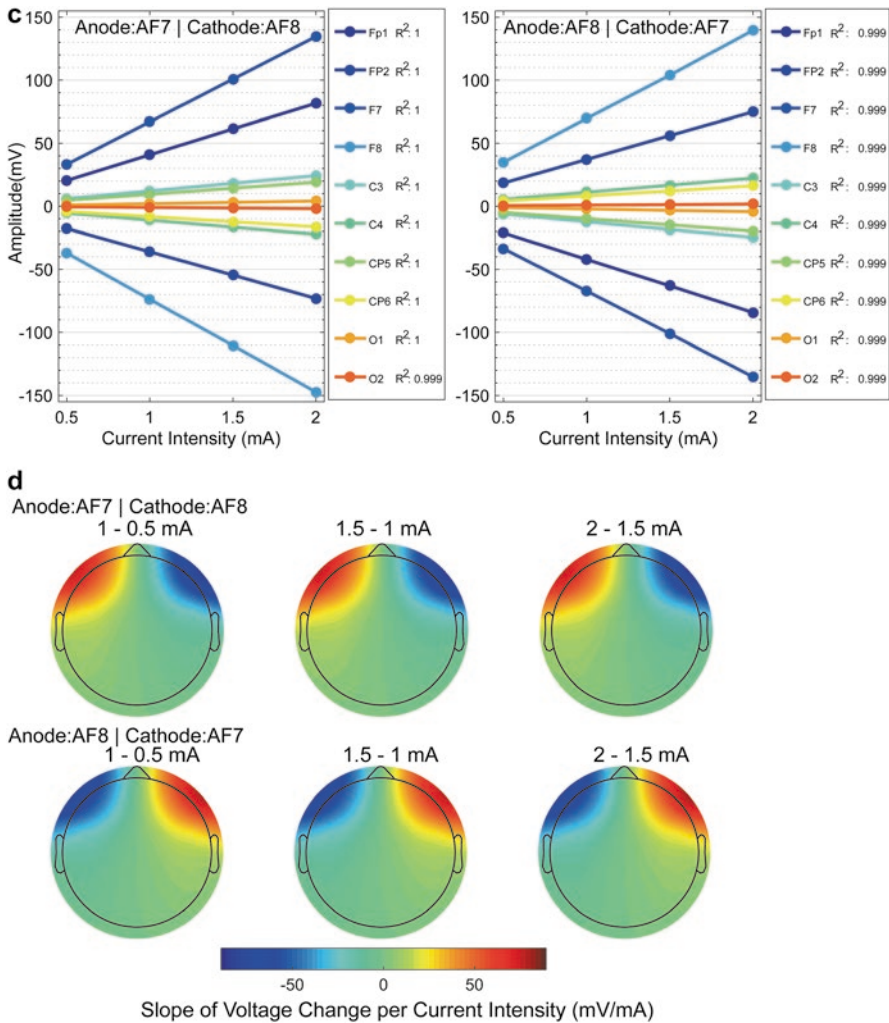 c
Anode:AF7 | Cathode:AF8
Amplitude(mV)
150
100
50
0
-50
-100
-150
0.5 1 1.5 2
Current Intensity (mA)
Fp1 R²: 1
FP2 R²: 1
F7 R²: 1
F8 R²: 1
C3 R²: 1
C4 R²: 1
CP5 R²: 1
CP6 R²: 1
O1 R²: 1
O2 R²: 0.999
Anode:AF8 | Cathode:AF7
150
100
50
0
-50
-100
-150
0.5 1 1.5 2
Current Intensity (mA)
Fp1 R²: 0.999
FP2 R²: 0.999
F7 R²: 0.999
F8 R²: 0.999
C3 R²: 0.999
C4 R²: 0.999
CP5 R²: 0.999
CP6 R²: 0.999
O1 R²: 0.999
O2 R²: 0.999
d
Anode:AF7 | Cathode:AF8
1 - 0.5 mA 1.5 - 1 mA 2 - 1.5 mA
Anode:AF8 | Cathode:AF7
1 - 0.5 mA 1.5 - 1 mA 2 - 1.5 mA
-50 0 50
Slope of Voltage Change per Current Intensity (mV/mA)